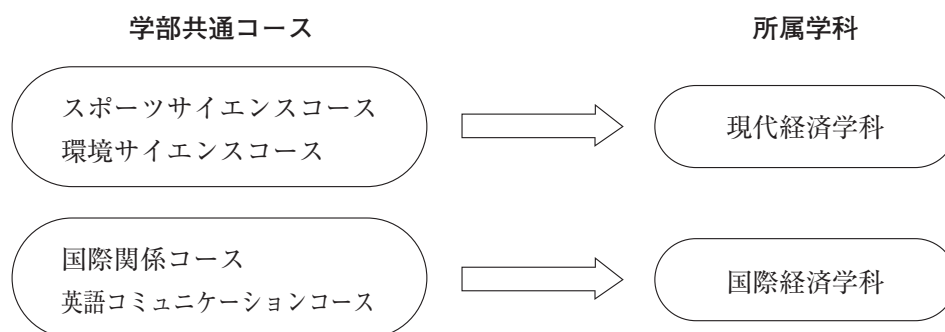 学部共通コース
所属学科
スポーツサイエンスコース
環境サイエンスコース
現代経済学科
国際関係コース
英語コミュニケーションコース
国際経済学科